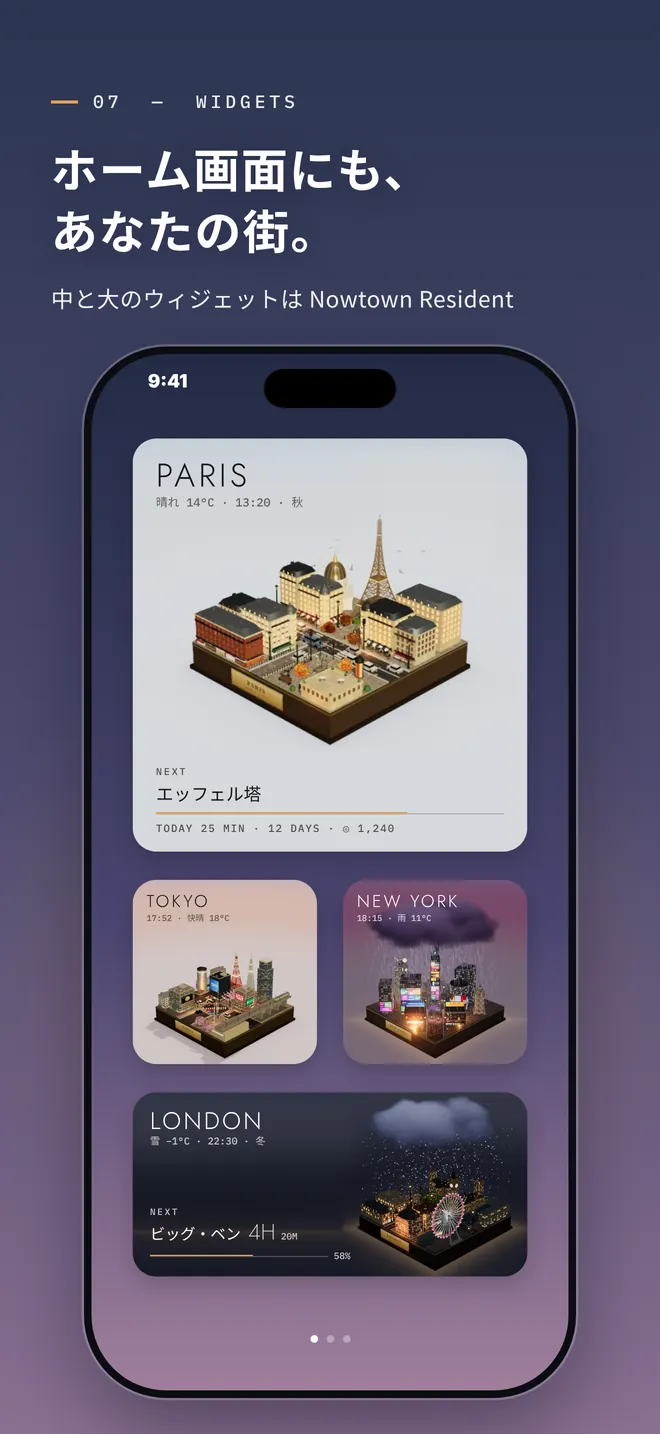 07 — WIDGETS
ホーム画面にも、
あなたの街。
中と大のウィジェットは Nowtown Resident
9:41
PARIS
晴れ 14°C · 13:20 · 秋
PARIS
NEXT
エッフェル塔
TODAY 25 MIN · 12 DAYS · ◎ 1,240
TOKYO
17:52 · 快晴 18°C
NEW YORK
18:15 · 雨 11°C
LONDON
雪 −1°C · 22:30 · 冬
NEXT
ビッグ・ベン 4H 20M
58%